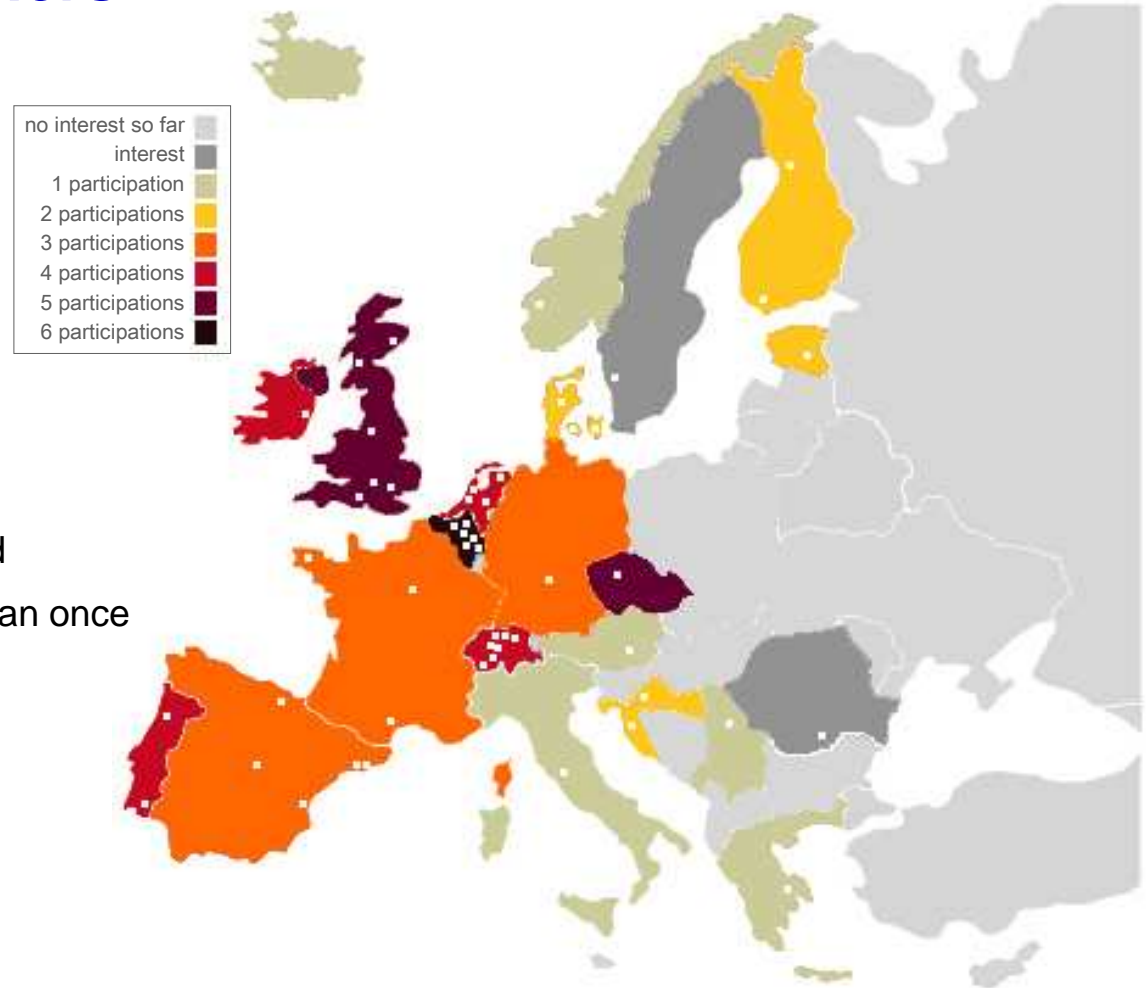 no interest so far
interest
1 participation
2 participations
3 participations
4 participations
5 participations
6 participations
an once